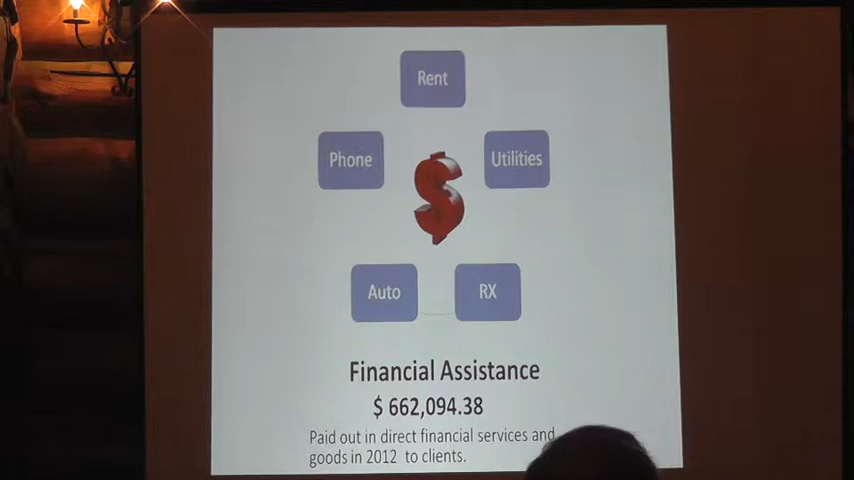 Rent
Phone
Utilities
Auto
RX
Financial Assistance
$ 662,094.38
Paid out in direct financial services and
goods in 2012 to clients.